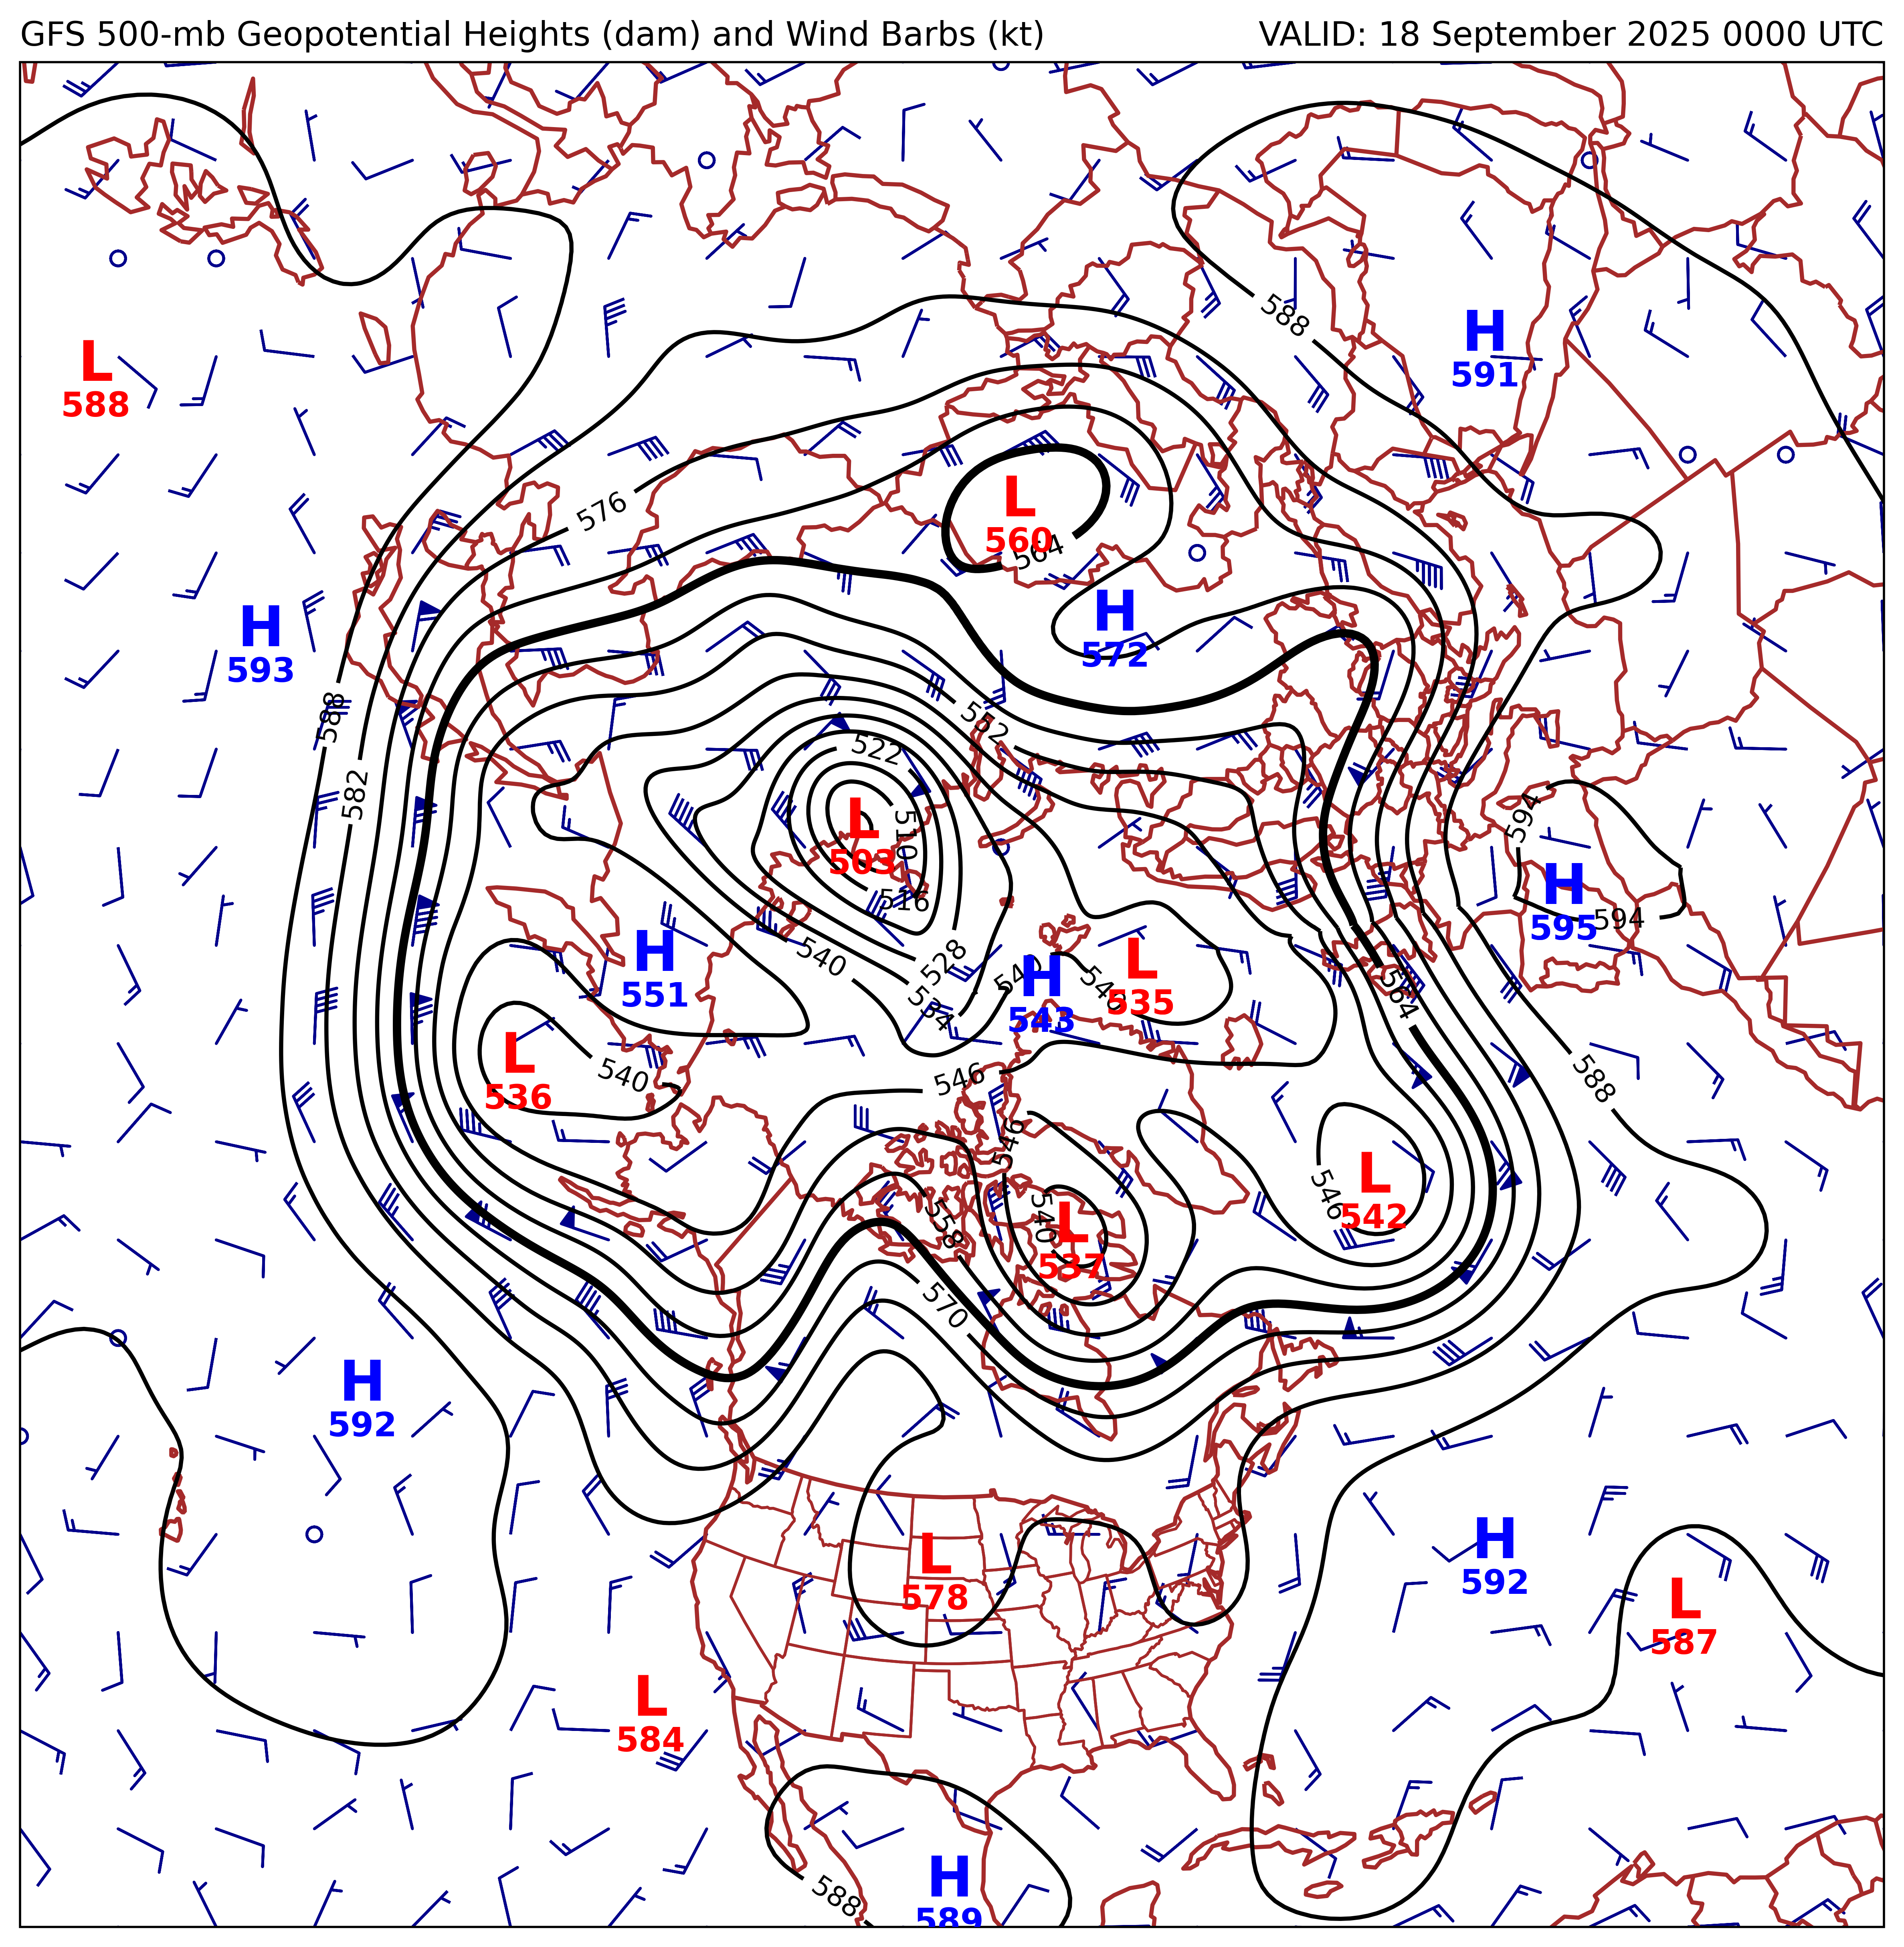 GFS 500-mb Geopotential Heights (dam) and Wind Barbs (kt)
VALID: 18 September 2025 0000 UTC
588
H
591
L
588
576
L
560
564
H
593
H
572
588
552
522
582
594
L
503
510
H
595
516
594
H
551
540
528
540
H
543
540
L
535
564
534
L
536
540
546
588
546
L
542
546
540
L
537
558
570
H
592
L
578
H
592
L
587
L
584
588
H
589